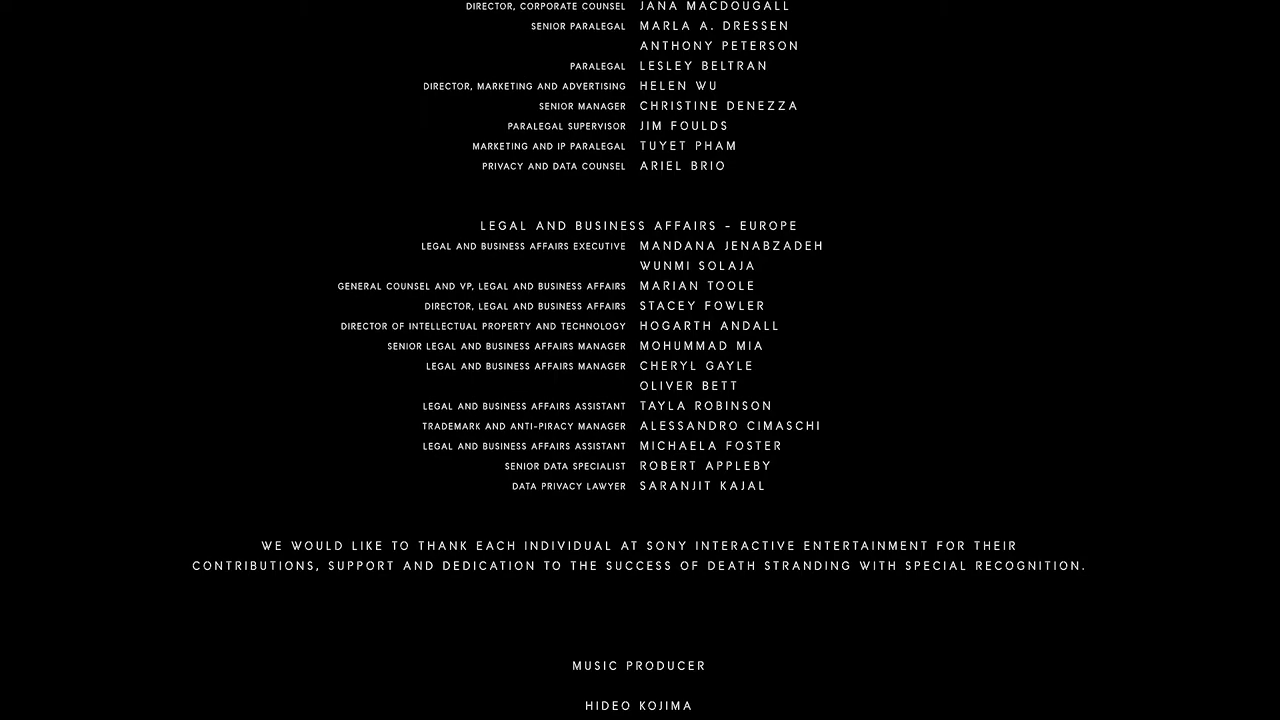 DIRECTOR, CORPORATE COUNSEL JANA MACDOUGALL
SENIOR PARALEGAL MARLA A. DRESSEN
ANTHONY PETERSON
PARALEGAL LESLEY BELTRAN
DIRECTOR, MARKETING AND ADVERTISING HELEN WU
SENIOR MANAGER CHRISTINE DENEZZA
PARALEGAL SUPERVISOR JIM FOULDS
MARKETING AND IP PARALEGAL TUYET PHAM
PRIVACY AND DATA COUNSEL ARIEL BRIO
LEGAL AND BUSINESS AFFAIRS - EUROPE
LEGAL AND BUSINESS AFFAIRS EXECUTIVE MANDANA JENABZADEH
WUNMI SOLAJA
GENERAL COUNSEL AND VP, LEGAL AND BUSINESS AFFAIRS MARIAN TOOLE
DIRECTOR, LEGAL AND BUSINESS AFFAIRS STACEY FOWLER
DIRECTOR OF INTELLECTUAL PROPERTY AND TECHNOLOGY HOGARTH ANDALL
SENIOR LEGAL AND BUSINESS AFFAIRS MANAGER MOHUMMAD MIA
LEGAL AND BUSINESS AFFAIRS MANAGER CHERYL GAYLE
OLIVER BETT
LEGAL AND BUSINESS AFFAIRS ASSISTANT TAYLA ROBINSON
TRADEMARK AND ANTI-PIRACY MANAGER ALESSANDRO CIMASCHI
LEGAL AND BUSINESS AFFAIRS ASSISTANT MICHAELA FOSTER
SENIOR DATA SPECIALIST ROBERT APPLEBY
DATA PRIVACY LAWYER SARANJIT KAJAL
WE WOULD LIKE TO THANK EACH INDIVIDUAL AT SONY INTERACTIVE ENTERTAINMENT FOR THEIR
CONTRIBUTIONS, SUPPORT AND DEDICATION TO THE SUCCESS OF DEATH STRANDING WITH SPECIAL RECOGNITION.
MUSIC PRODUCER
HIDEO KOJIMA